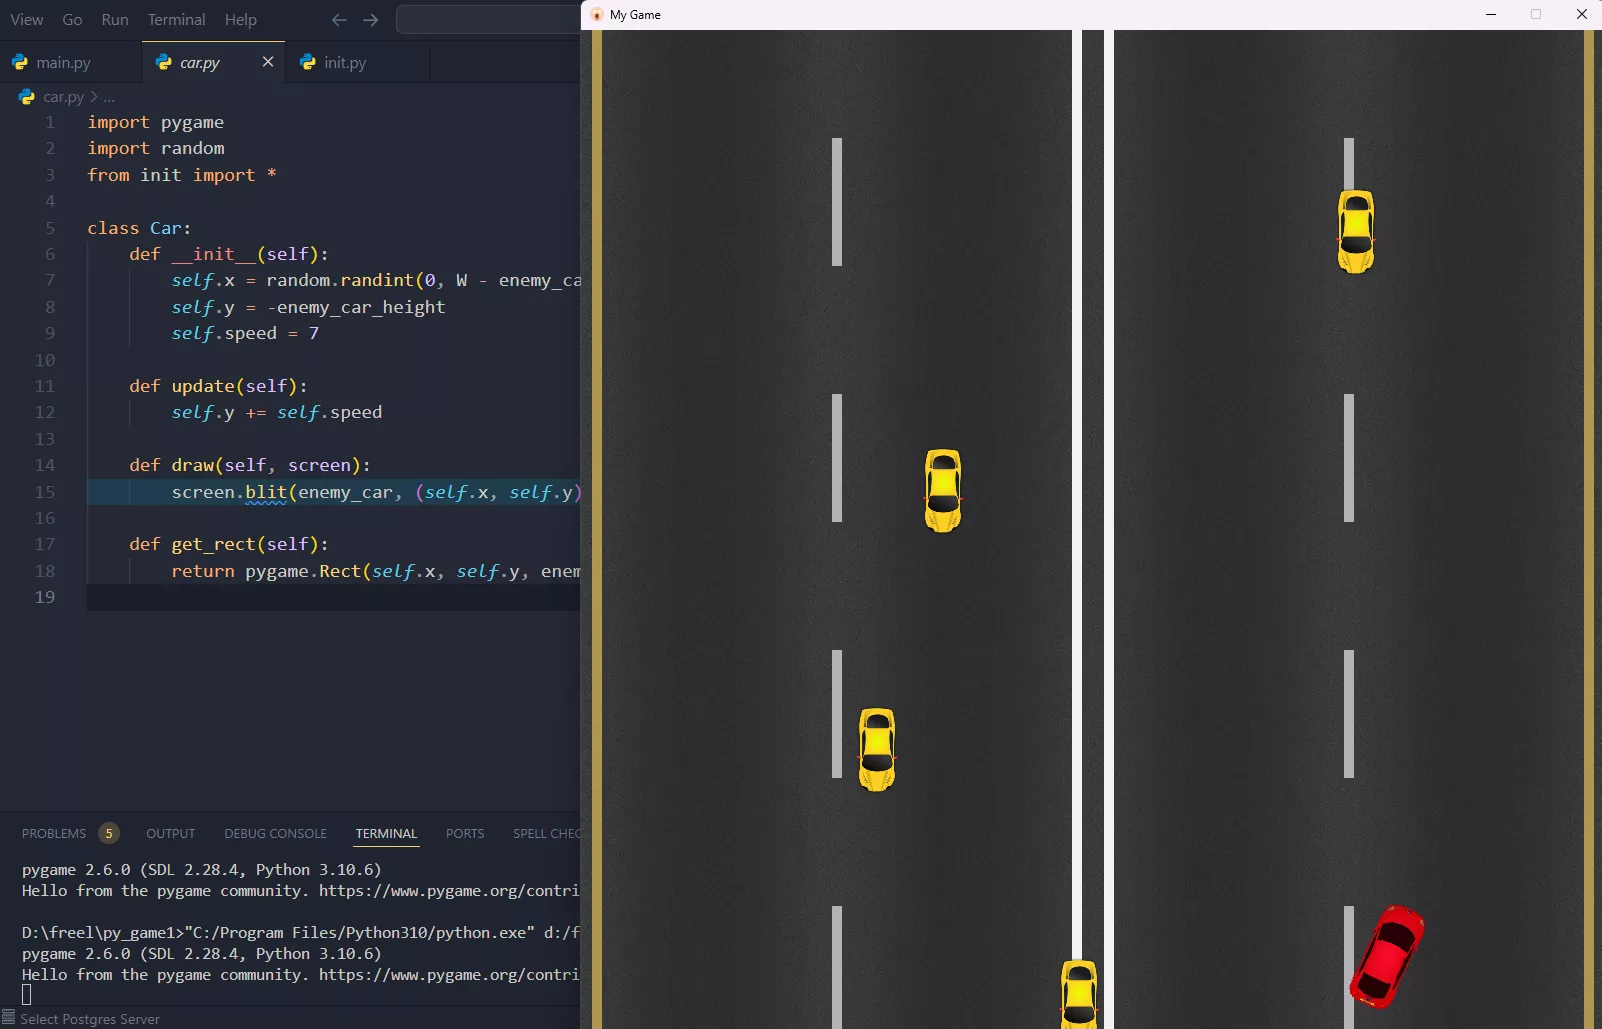 View Go Run Terminal Help
My Game
main.py
car.py
init.py
car.py > ...
1 import pygame
2 import random
3 from init import *
4
5 class Car:
6 def __init__(self):
7 self.x = random.randint(0, W - enemy_ca
8 self.y = -enemy_car_height
9 self.speed = 7
10
11 def update(self):
12 self.y += self.speed
13
14 def draw(self, screen):
15 screen.blit(enemy_car, (self.x, self.y)
16
17 def get_rect(self):
18 return pygame.Rect(self.x, self.y, enem
19
PROBLEMS 5 OUTPUT DEBUG CONSOLE TERMINAL PORTS SPELL CHEC
pygame 2.6.0 (SDL 2.28.4, Python 3.10.6)
Hello from the pygame community. https://www.pygame.org/contri
D:\freel\py_game1>"C:/Program Files/Python310/python.exe" d:/f
pygame 2.6.0 (SDL 2.28.4, Python 3.10.6)
Hello from the pygame community. https://www.pygame.org/contri
Select Postgres Server